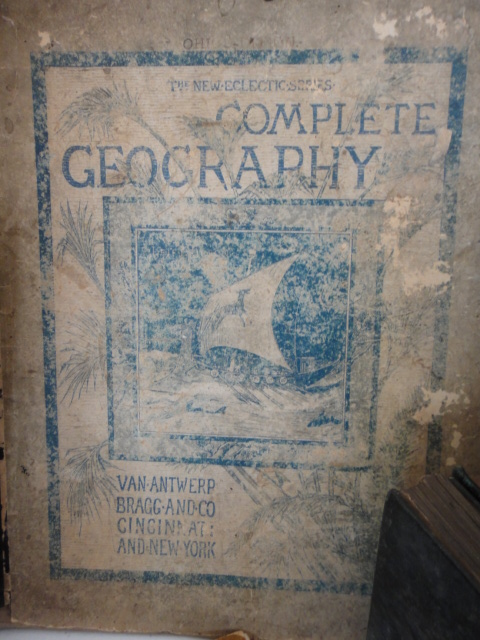 THE·NEW·ECLECTIC·SERIES·
COMPLETE
GEOGRAPHY
VAN·ANTWERP
BRAGG·AND·CO
CINCINNATI
AND·NEW·YORK